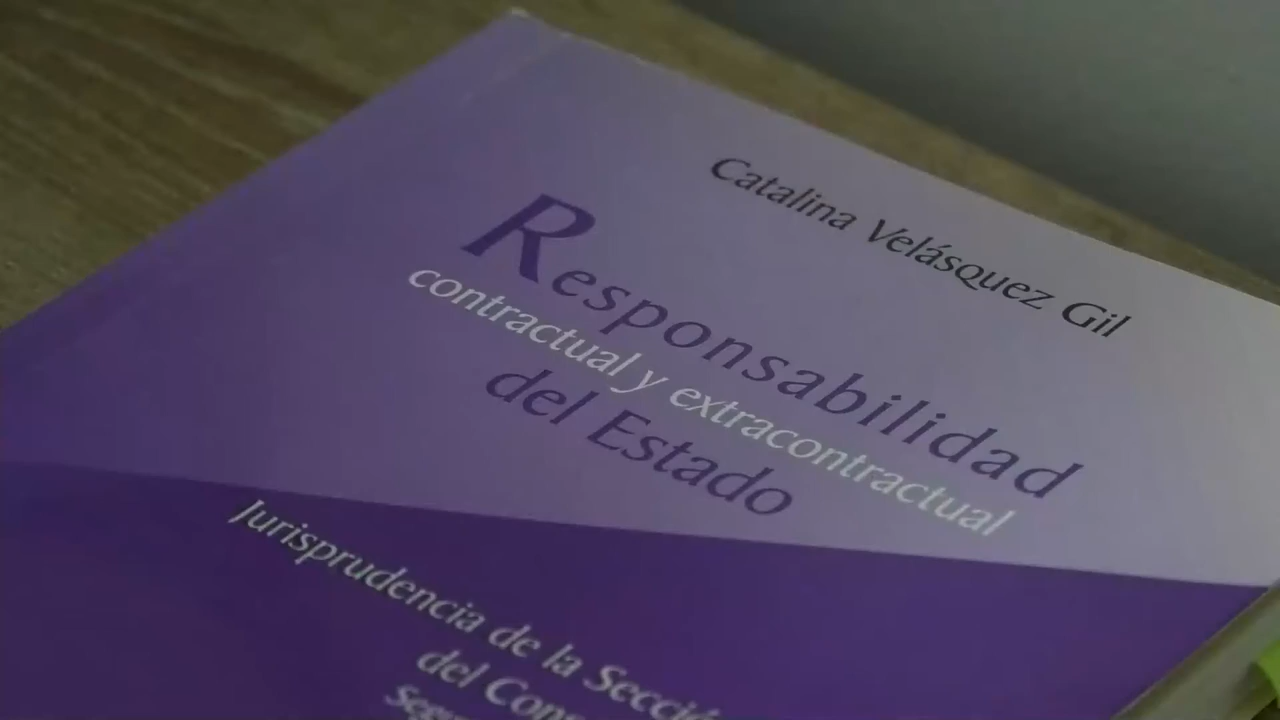 Catalina Velásquez Gil
Responsabilidad
contractual y extracontractual
del Estado
Jurisprudencia de la
del